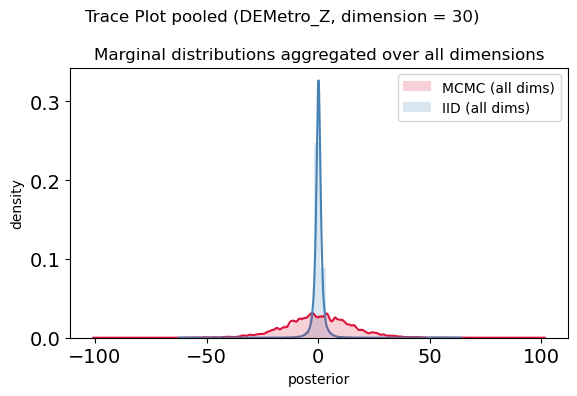 Trace Plot pooled (DEMetro_Z, dimension = 30)
Marginal distributions aggregated over all dimensions
MCMC (all dims)
IID (all dims)
density
0.3
0.2
0.1
0.0
−100
−50
0
50
100
posterior